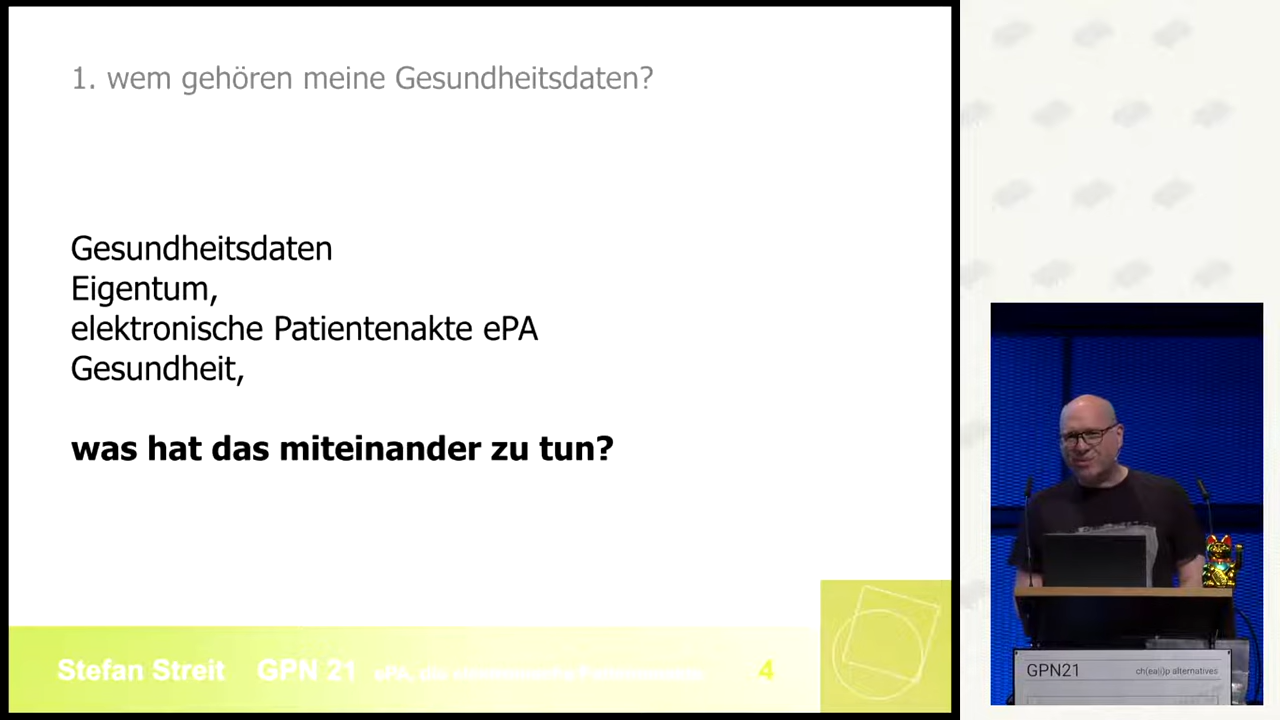 1. wem gehören meine Gesundheitsdaten?
Gesundheitsdaten
Eigentum,
elektronische Patientenakte ePA
Gesundheit,
was hat das miteinander zu tun?
Stefan Streit GPN 21 ePA,
4
GPN21
ch(ea|i)p alternatives